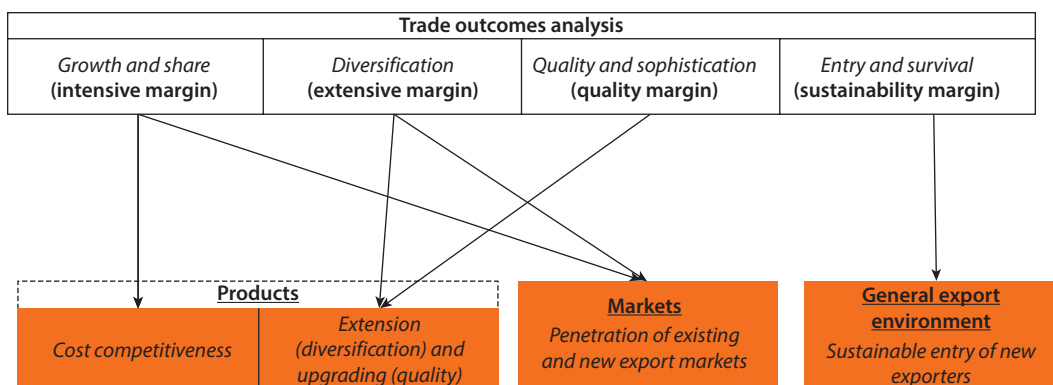 Trade outcomes analysis
Growth and share
(intensive margin)
Diversification
(extensive margin)
Quality and sophistication
(quality margin)
Entry and survival
(sustainability margin)
Products
Cost competitiveness
Extension
(diversification) and
upgrading (quality)
Markets
Penetration of existing
and new export markets
General export
environment
Sustainable entry of new
exporters